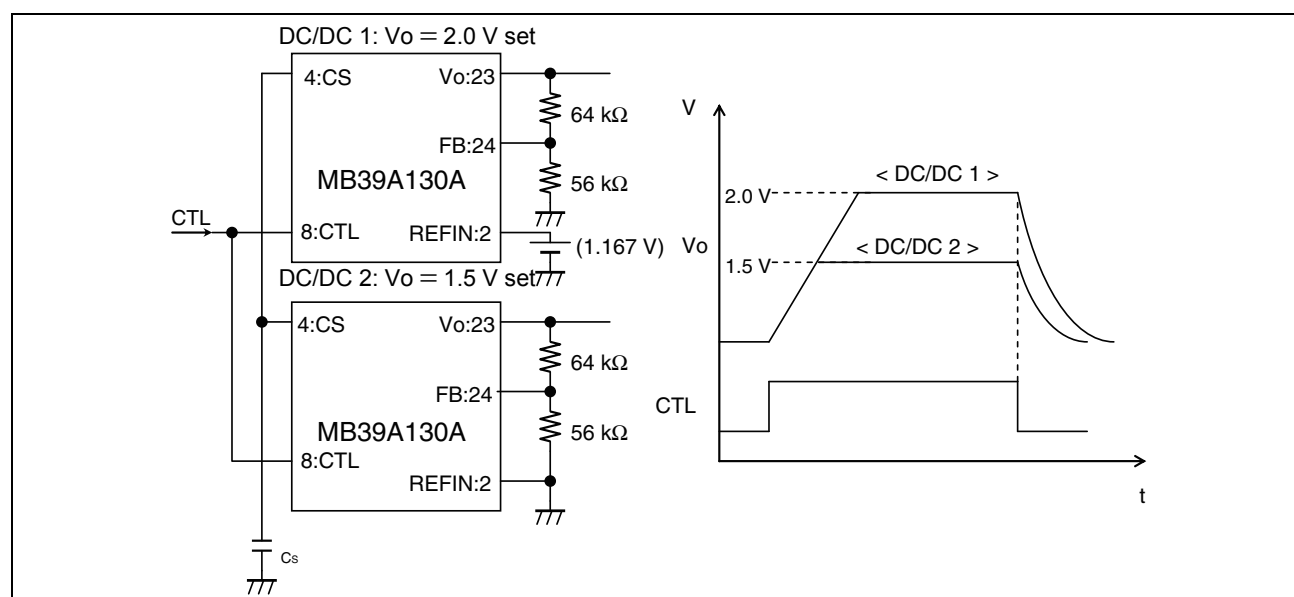 DC/DC 1: Vo = 2.0 V set
4:CS
Vo:23
64 kΩ
FB:24
MB39A130A
56 kΩ
CTL
8:CTL
REFIN:2
(1.167 V)
DC/DC 2: Vo = 1.5 V set
4:CS
Vo:23
64 kΩ
FB:24
MB39A130A
56 kΩ
8:CTL
REFIN:2
Cs
V
< DC/DC 1 >
2.0 V
Vo
< DC/DC 2 >
1.5 V
CTL
t